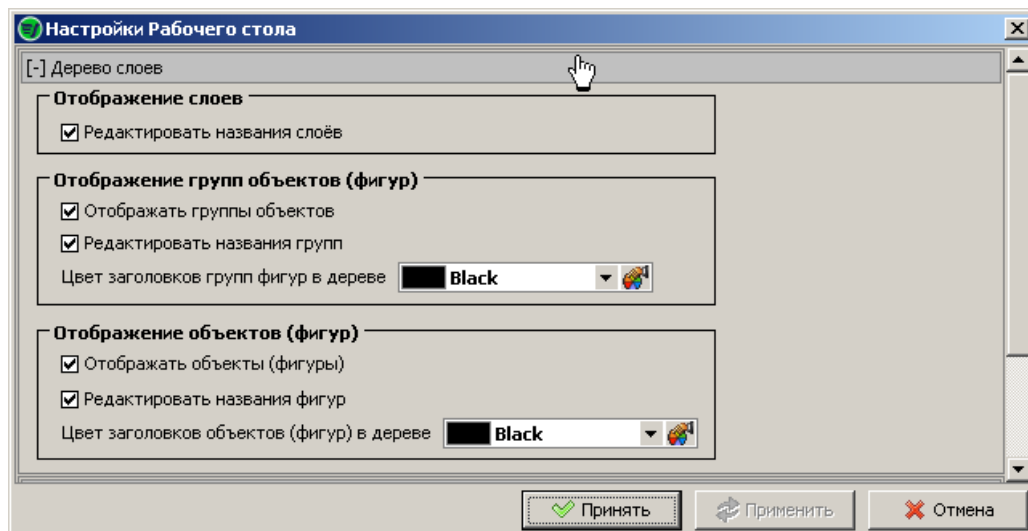 Настройки Рабочего стола
[-] Дерево слоев
Отображение слоев
Редактировать названия слоёв
Отображение групп объектов (фигур)
Отображать группы объектов
Редактировать названия групп
Цвет заголовков групп фигур в дереве Black
Отображение объектов (фигур)
Отображать объекты (фигуры)
Редактировать названия фигур
Цвет заголовков объектов (фигур) в дереве Black
Принять Применить Отмена